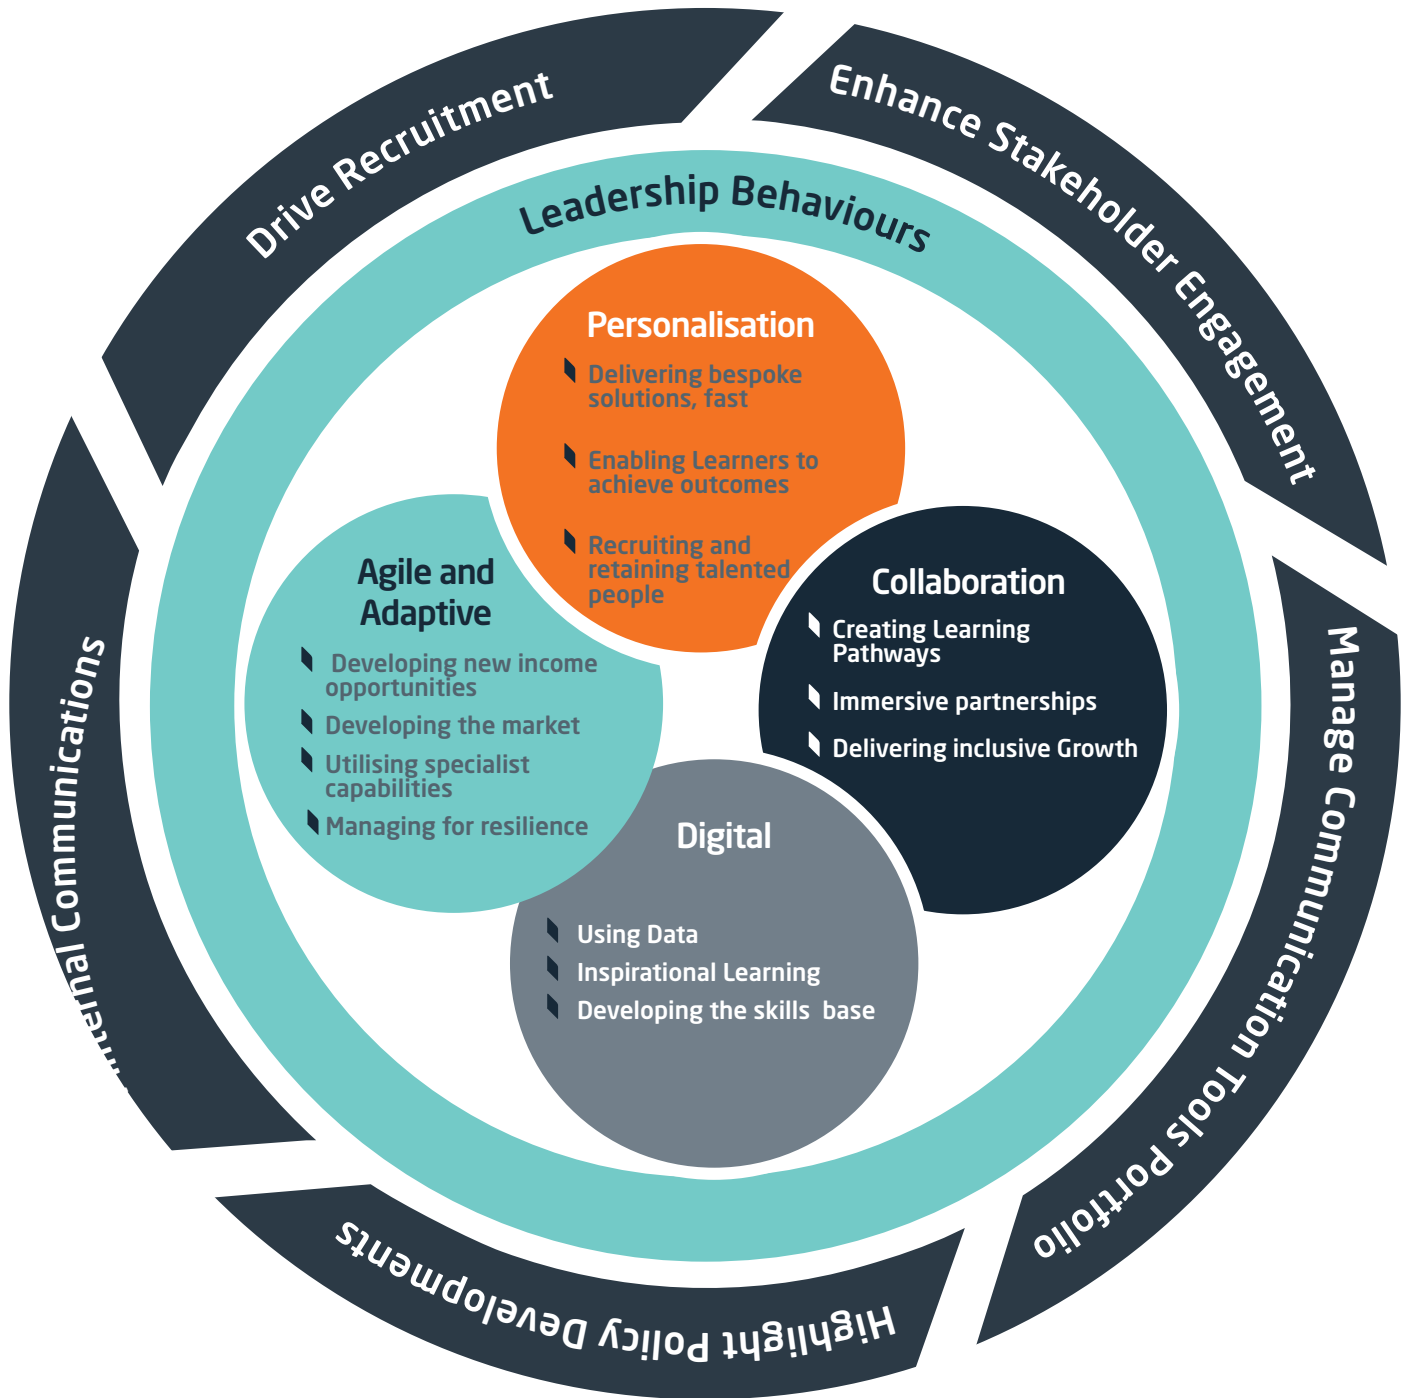 Drive Recruitment
Enhance Stakeholder Engagement
Manage Communication Tools Portfolio
Highlight Policy Developments
Communications
Leadership Behaviours
Personalisation
Delivering bespoke
solutions, fast
Enabling Learners to
achieve outcomes
Recruiting and
retaining talented
people
Agile and
Adaptive
Developing new income
opportunities
Developing the market
Utilising specialist
capabilities
Managing for resilience
Collaboration
Creating Learning
Pathways
Immersive partnerships
Delivering inclusive Growth
Digital
Using Data
Inspirational Learning
Developing the skills base